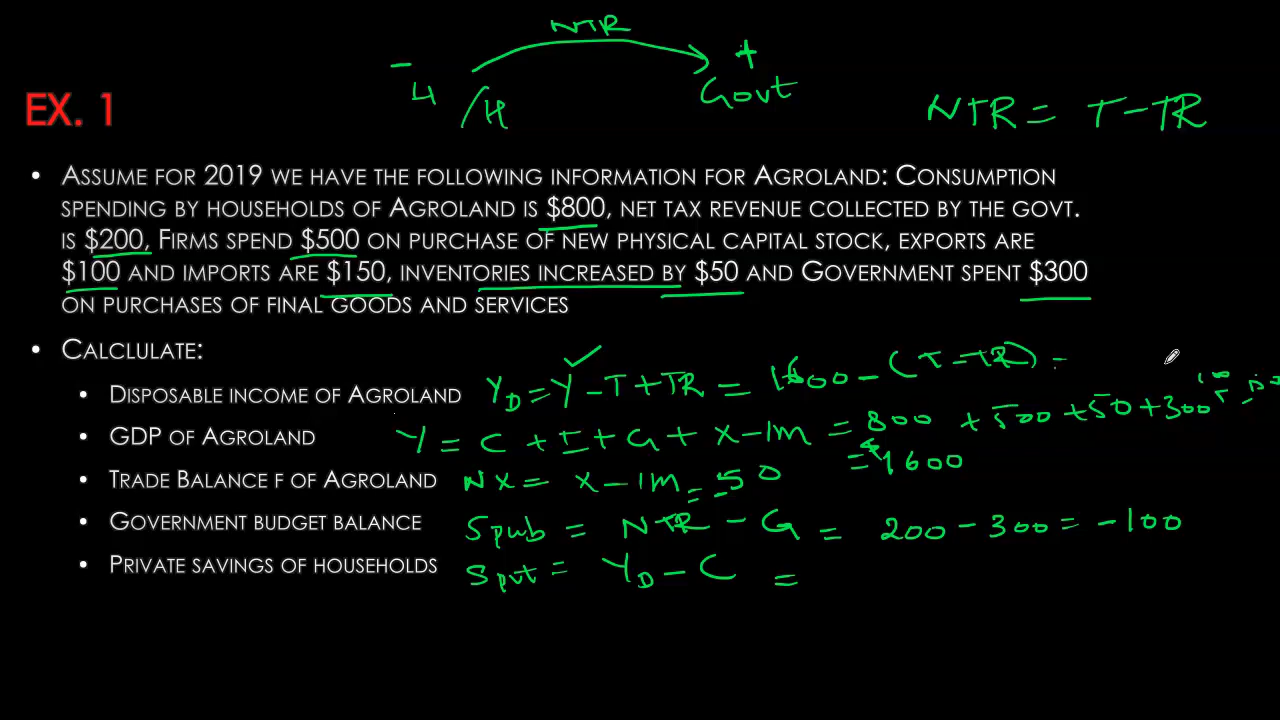 NTR
- +
4 /H Govt
EX. 1
NTR = T - TR
• ASSUME FOR 2019 WE HAVE THE FOLLOWING INFORMATION FOR AGROLAND: CONSUMPTION
SPENDING BY HOUSEHOLDS OF AGROLAND IS $800, NET TAX REVENUE COLLECTED BY THE GOVT.
IS $200, FIRMS SPEND $500 ON PURCHASE OF NEW PHYSICAL CAPITAL STOCK, EXPORTS ARE
$100 AND IMPORTS ARE $150, INVENTORIES INCREASED BY $50 AND GOVERNMENT SPENT $300
ON PURCHASES OF FINAL GOODS AND SERVICES
• CALCLULATE:
• DISPOSABLE INCOME OF AGROLAND Y_D = Y - T + TR = 1600 - (T - TR) =
• GDP OF AGROLAND Y = C + I + G + X - IM = 800 + 500 + 50 + 300 + 100 -
= $1600
• TRADE BALANCE F OF AGROLAND NX = X - IM = -50
• GOVERNMENT BUDGET BALANCE Spub = NTR - G = 200 - 300 = -100
• PRIVATE SAVINGS OF HOUSEHOLDS Spvt = Y_D - C =